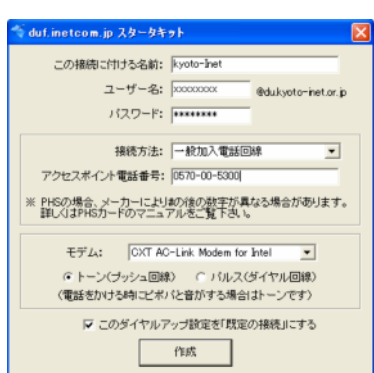 duf.inetcom.jp スターターキット
この接続に付ける名前: kyoto-Inet
ユーザー名: xxxxxxxx @du.kyoto-inet.or.jp
パスワード: ********
接続方法: 一般加入電話回線
アクセスポイント電話番号: 0570-00-5300
※ PHSの場合、メーカーにより#の後の数字が異なる場合があります。
詳しくはPHSカードのマニュアルをご覧下さい。
モデム: CXT AC-Link Modem for Intel
トーン(プッシュ回線) パルス(ダイヤル回線)
(電話をかける時にピポパと音がする場合はトーンです)
このダイヤルアップ設定を「既定の接続」にする
作成